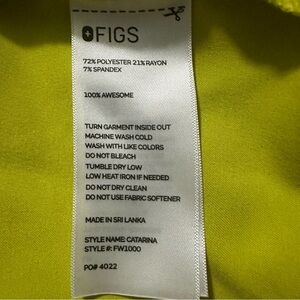 FIGS
72% POLYESTER 21% RAYON
7% SPANDEX
100% AWESOME
TURN GARMENT INSIDE OUT
MACHINE WASH COLD
WASH WITH LIKE COLORS
DO NOT BLEACH
TUMBLE DRY LOW
LOW HEAT IRON IF NEEDED
DO NOT DRY CLEAN
DO NOT USE FABRIC SOFTENER
MADE IN SRI LANKA
STYLE NAME: CATARINA
STYLE #: FW1000
PO# 4022